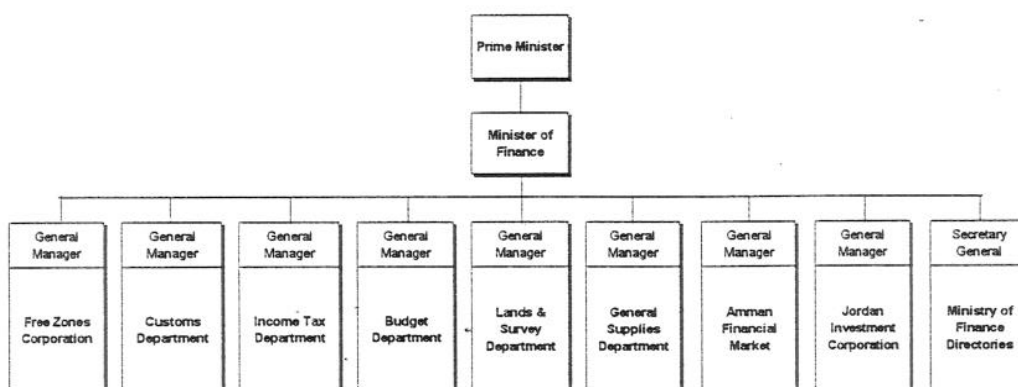 Prime Minister
Minister of
Finance
General
Manager
Free Zones
Corporation
General
Manager
Customs
Department
General
Manager
Income Tax
Department
General
Manager
Budget
Department
General
Manager
Lands &
Survey
Department
General
Manager
General
Supplies
Department
General
Manager
Amman
Financial
Market
General
Manager
Jordan
Investment
Corporation
Secretary
General
Ministry of
Finance
Directories